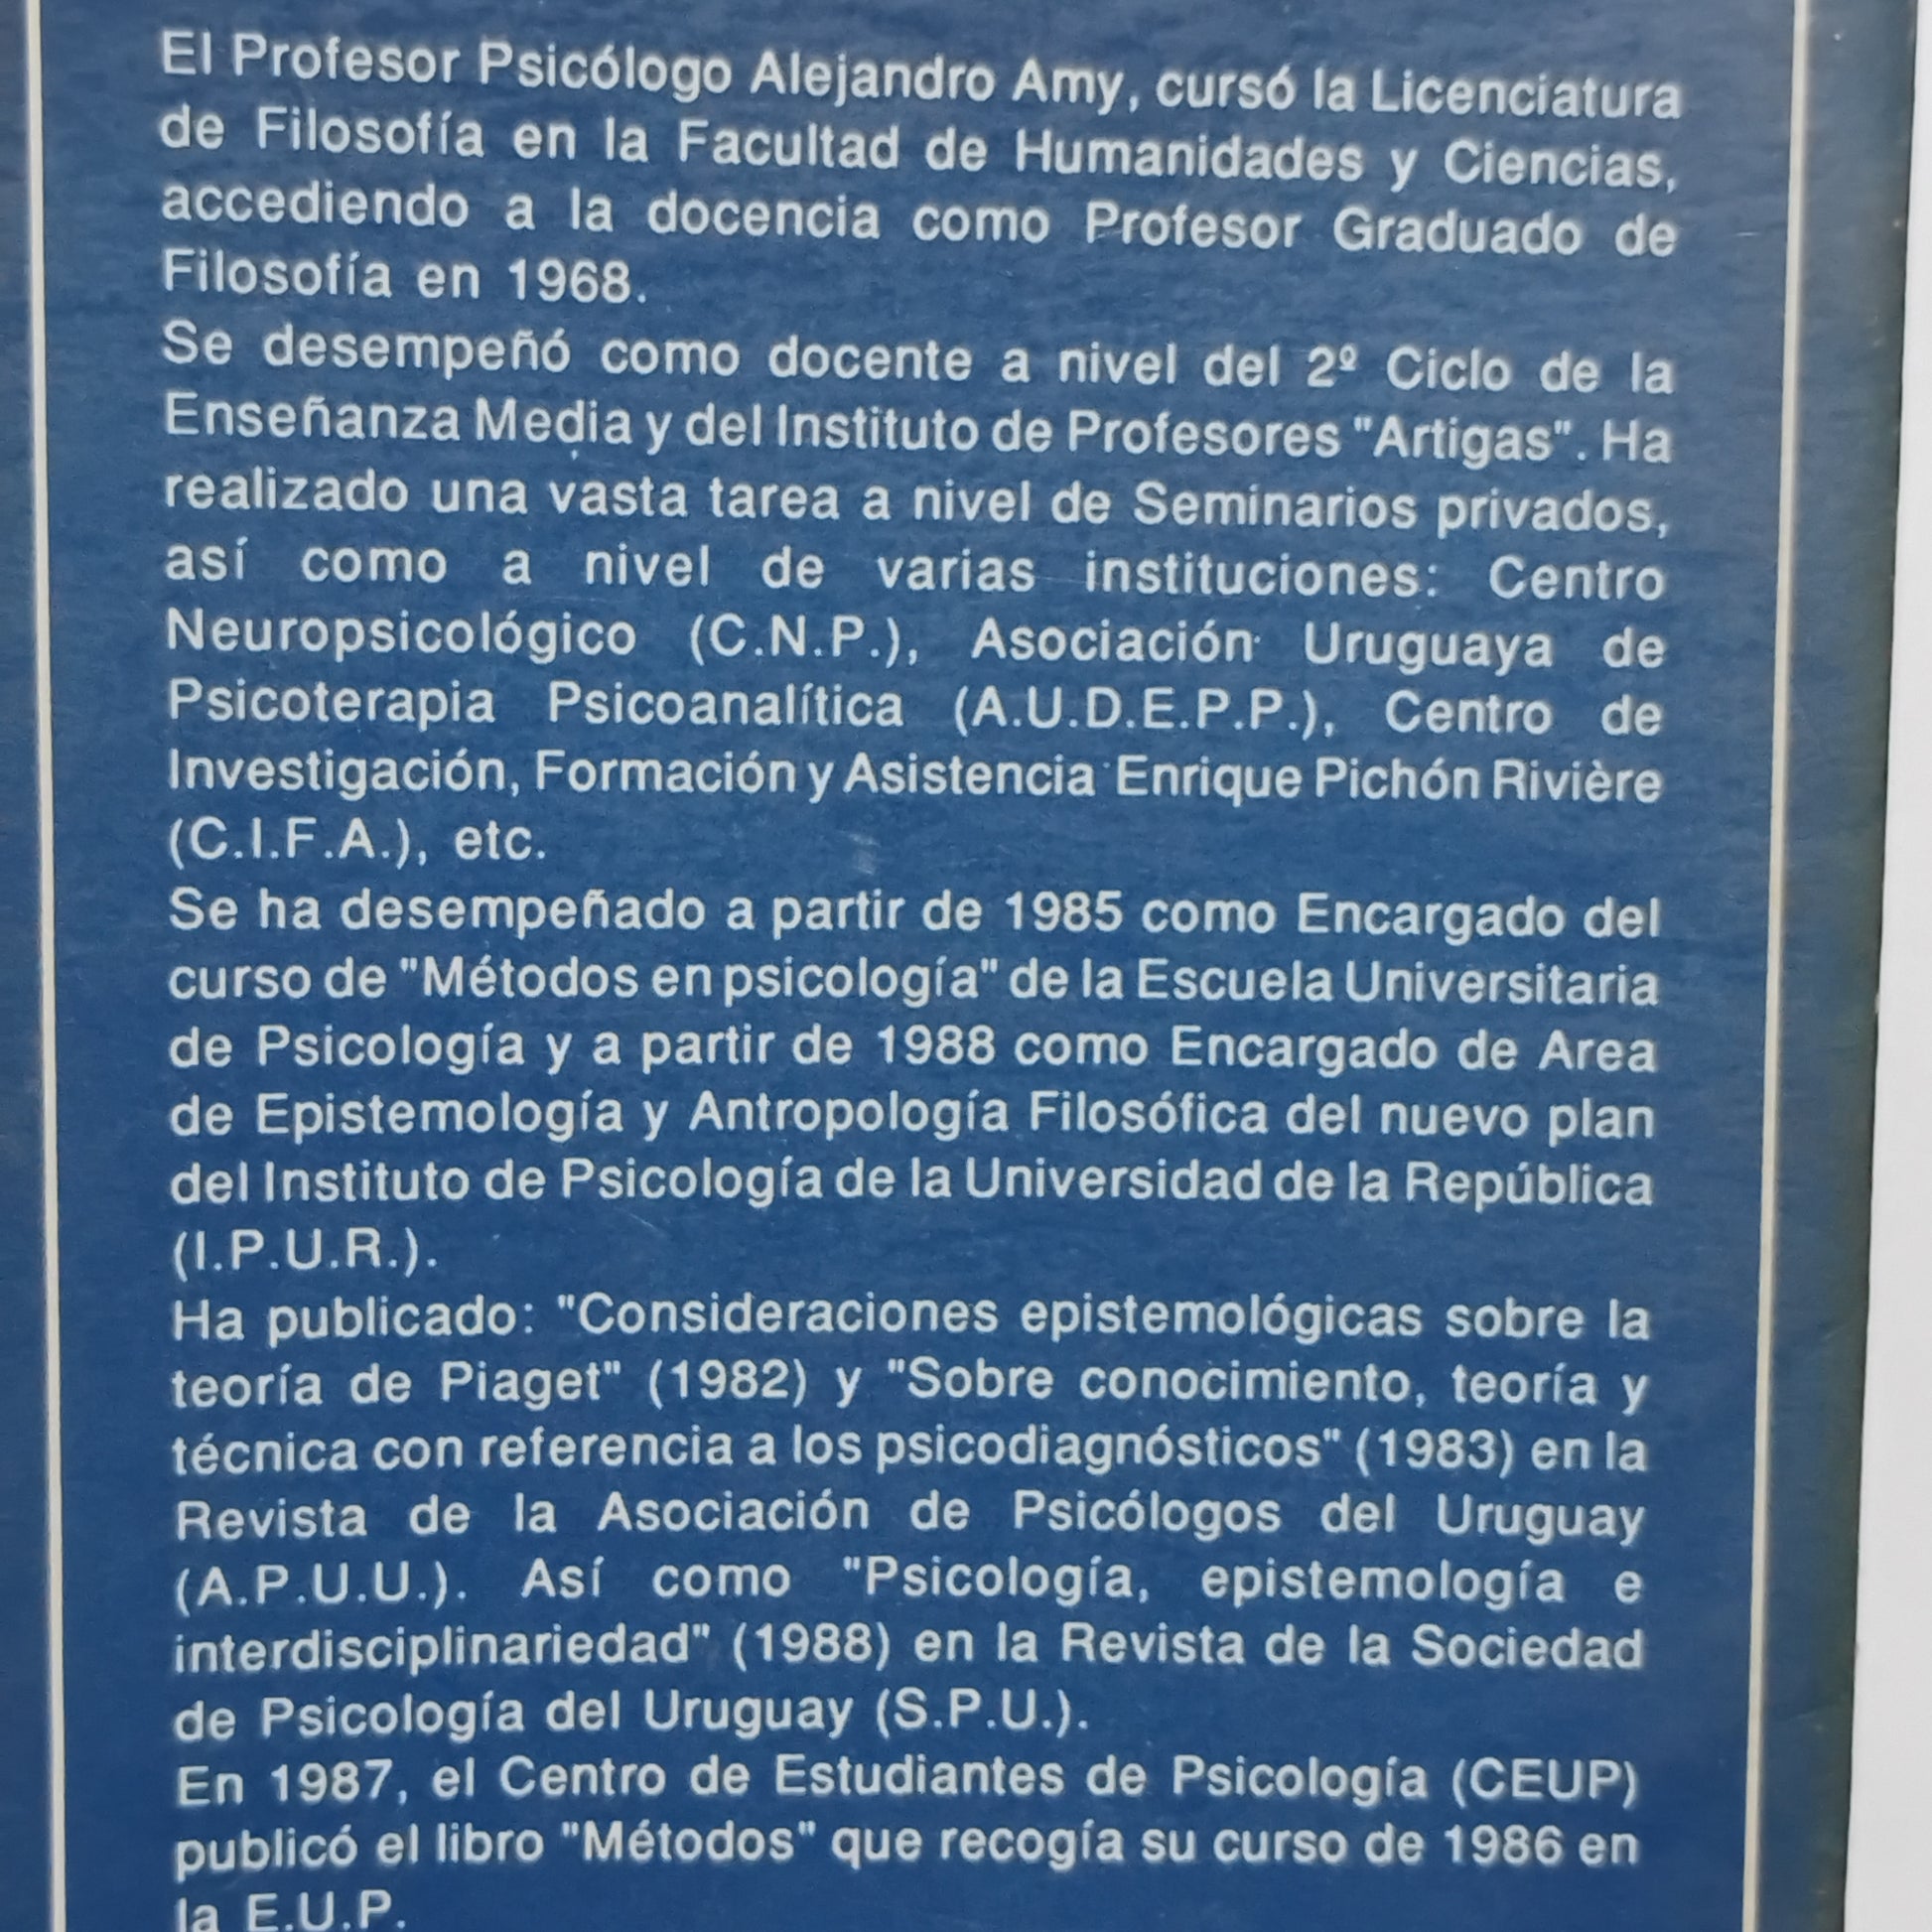 El Profesor Psicólogo Alejandro Amy, cursó la Licenciatura
de Filosofía en la Facultad de Humanidades y Ciencias,
accediendo a la docencia como Profesor Graduado de
Filosofía en 1968.
Se desempeñó como docente a nivel del 2º Ciclo de la
Enseñanza Media y del Instituto de Profesores "Artigas". Ha
realizado una vasta tarea a nivel de Seminarios privados,
así como a nivel de varias instituciones: Centro
Neuropsicológico (C.N.P.), Asociación Uruguaya de
Psicoterapia Psicoanalítica (A.U.D.E.P.P.), Centro de
Investigación, Formación y Asistencia Enrique Pichón Rivière
(C.I.F.A.), etc.
Se ha desempeñado a partir de 1985 como Encargado del
curso de "Métodos en psicología" de la Escuela Universitaria
de Psicología y a partir de 1988 como Encargado de Area
de Epistemología y Antropología Filosófica del nuevo plan
del Instituto de Psicología de la Universidad de la República
(I.P.U.R.).
Ha publicado: "Consideraciones epistemológicas sobre la
teoría de Piaget" (1982) y "Sobre conocimiento, teoría y
técnica con referencia a los psicodiagnósticos" (1983) en la
Revista de la Asociación de Psicólogos del Uruguay
(A.P.U.U.). Así como "Psicología, epistemología e
interdisciplinariedad" (1988) en la Revista de la Sociedad
de Psicología del Uruguay (S.P.U.).
En 1987, el Centro de Estudiantes de Psicología (CEUP)
publicó el libro "Métodos" que recogía su curso de 1986 en
la E.U.P.